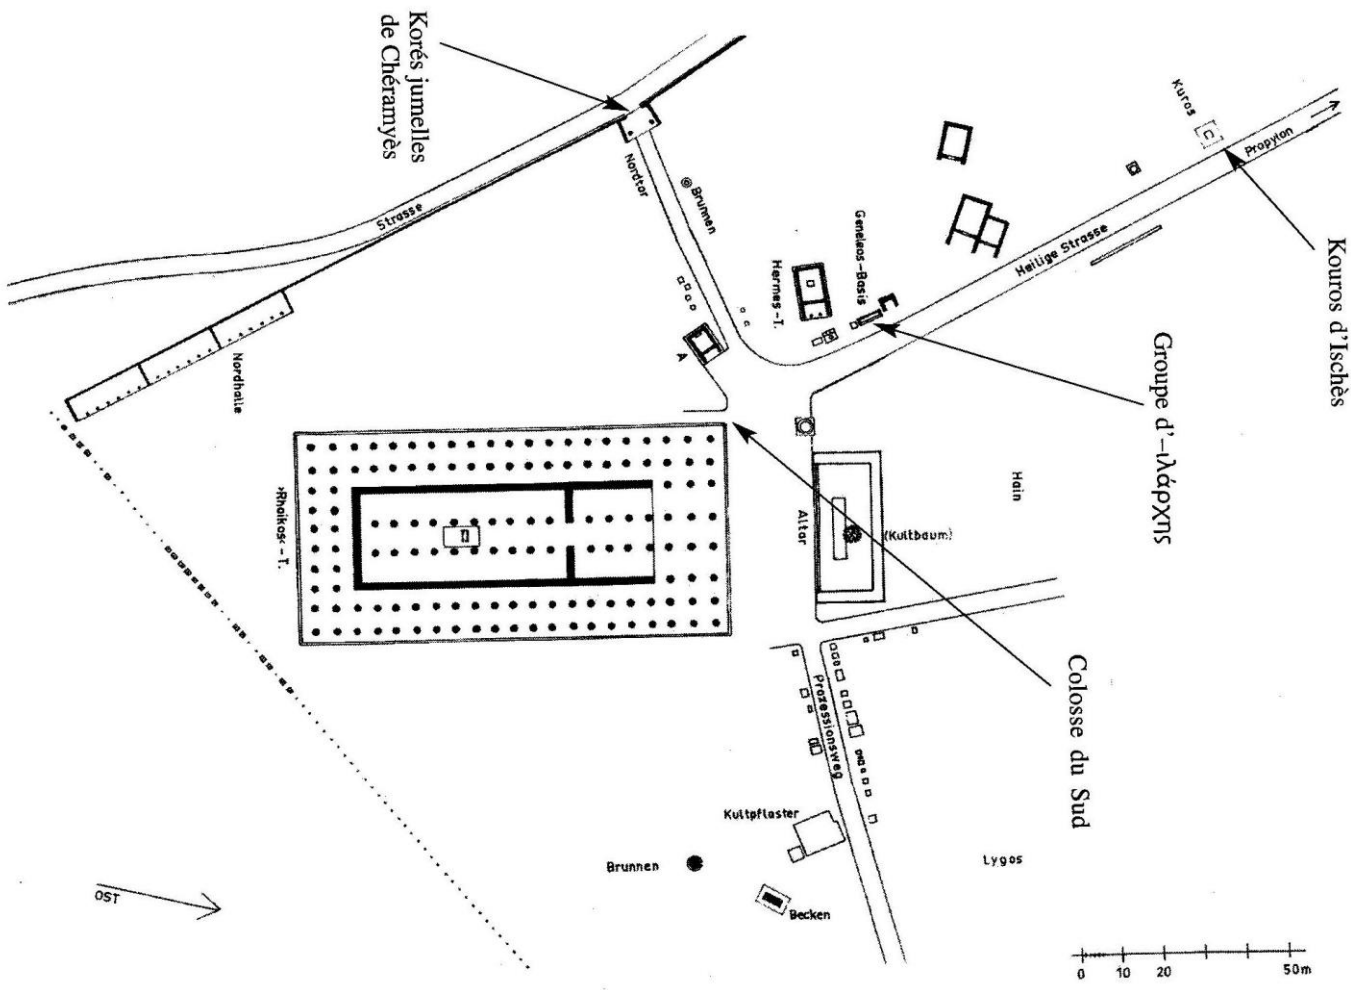 Korés jumelles
de Chéramyès
Kuros
Propylon
Strasse
Nordtor
Brunnen
Geneleos-Basis
Heilige Strasse
Kouros d'Ischès
Hermes-T.
Groupe d'–ιλάρχης
A
Nordhalle
>Rhoikos<-T.
Altar
(Kultbaum)
Hain
Colosse du Sud
Prozessionsweg
Kultpflaster
Brunnen
Lygos
Becken
OST
0 10 20 50m